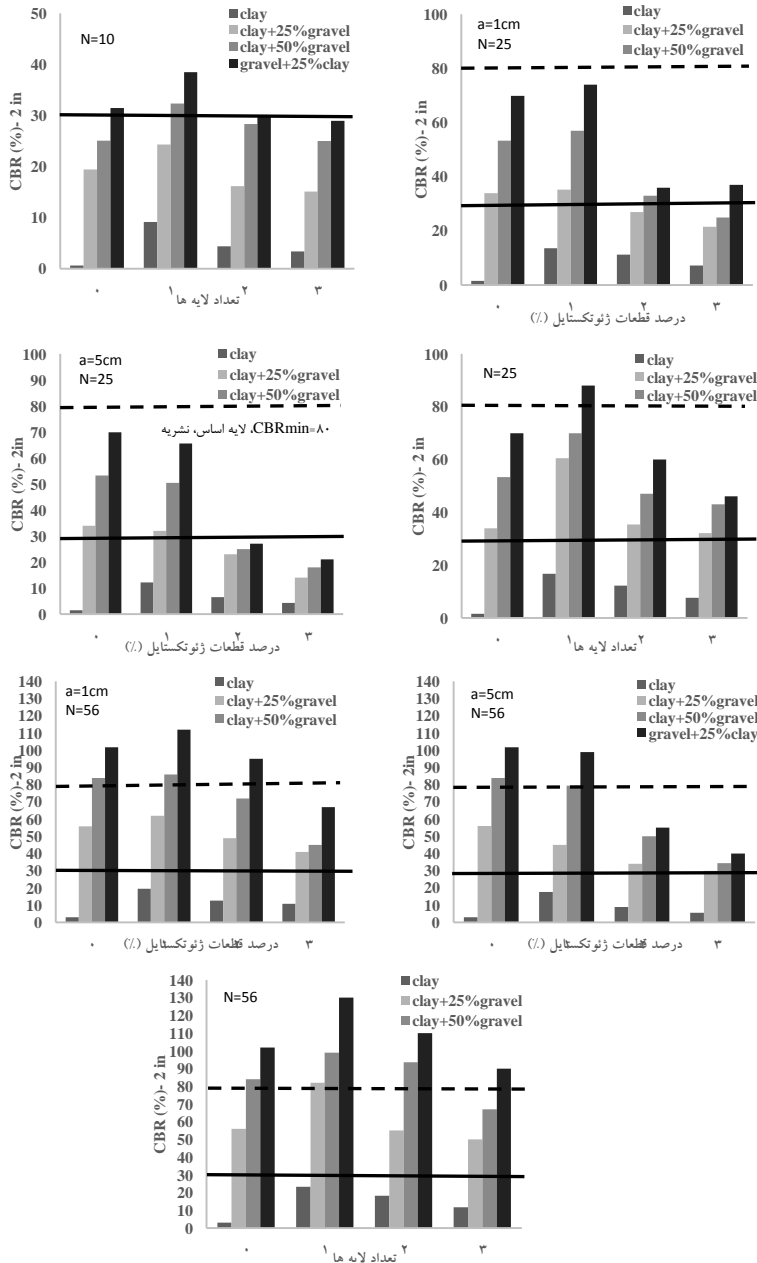 50
40
30
20
10
0
CBR (%)- 2 in
N=10
clay
clay+25%gravel
clay+50%gravel
gravel+25%clay
۰ ۱ ۲ ۳
تعداد لایه ها
100
80
60
40
20
0
CBR (%)- 2 in
a=1cm
N=25
clay
clay+25%gravel
clay+50%gravel
۰ ۱ ۲ ۳
درصد قطعات ژئوتکستایل (٪)
100
90
80
70
60
50
40
30
20
10
0
CBR (%)- 2in
a=5cm
N=25
clay
clay+25%gravel
clay+50%gravel
CBRmin=۸۰، لایه اساس، نشریه
۰ ۱ ۲ ۳
درصد قطعات ژئوتکستایل (٪)
100
80
60
40
20
0
CBR (%)- 2 in
N=25
clay
clay+25%gravel
clay+50%gravel
۰ ۱ ۲ ۳
تعداد لایه ها
140
130
120
110
100
90
80
70
60
50
40
30
20
10
0
CBR (%)-2 in
a=1cm
N=56
clay
clay+25%gravel
clay+50%gravel
۰ ۳
درصد قطعات ژئوتکستایل (٪)
140
130
120
110
100
90
80
70
60
50
40
30
20
10
0
CBR (%)- 2in
a=5cm
N=56
clay
clay+25%gravel
clay+50%gravel
gravel+25%clay
۰ ۳
درصد قطعات ژئوتکستایل (٪)
140
130
120
110
100
90
80
70
60
50
40
30
20
10
0
CBR (%)- 2 in
N=56
clay
clay+25%gravel
clay+50%gravel
۰ ۱ ۲ ۳
تعداد لایه ها